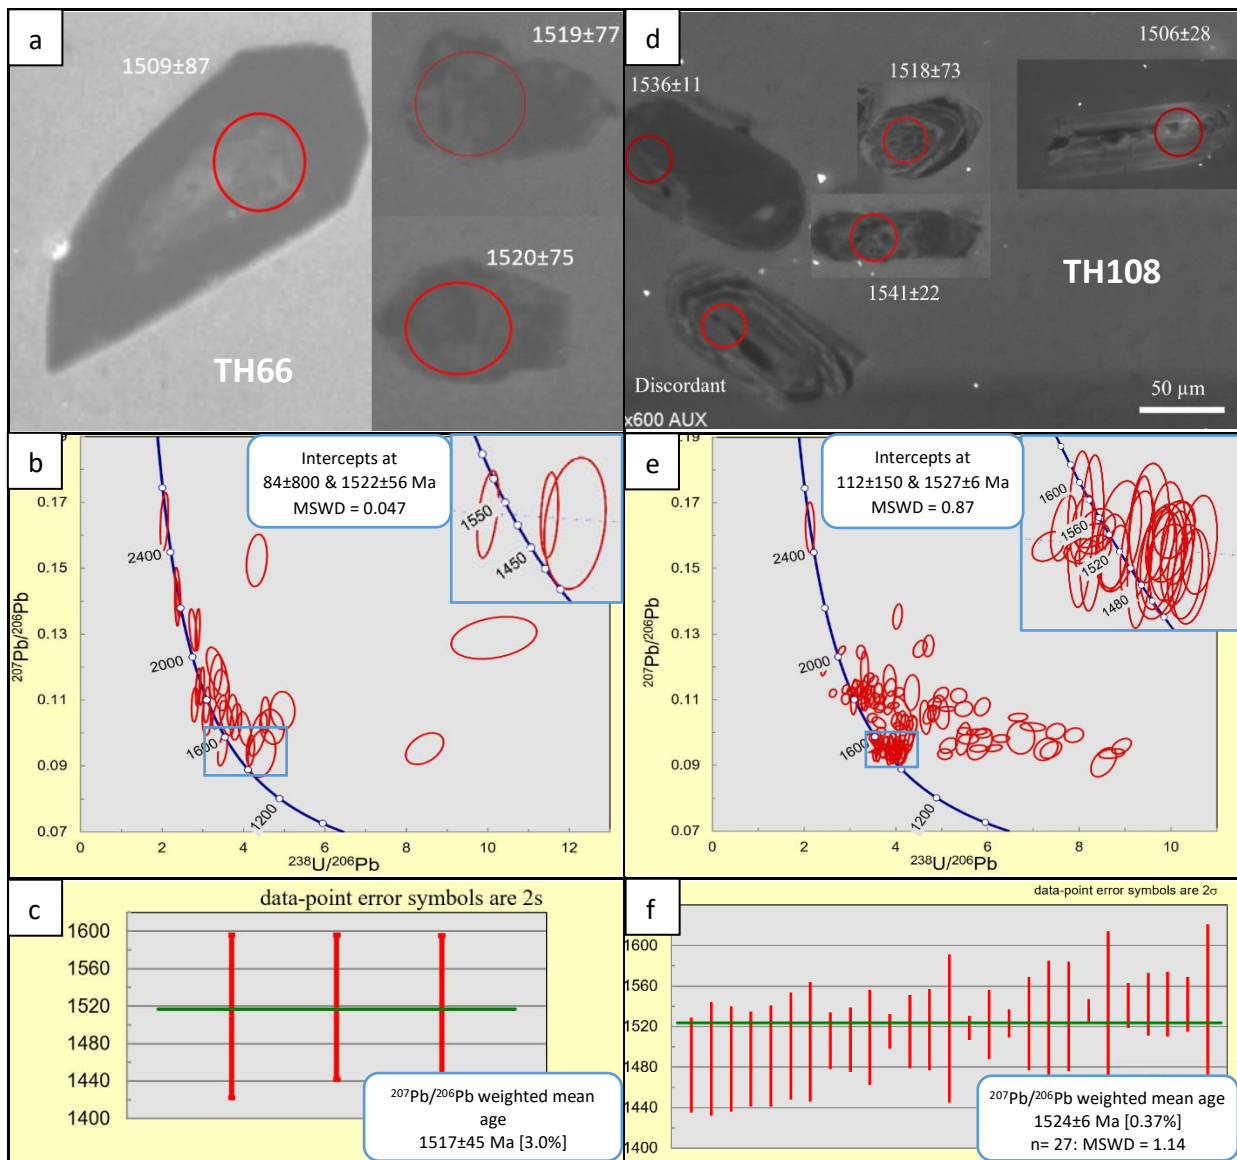 a
1509±87
1519±77
1520±75
TH66
d
1536±11
1518±73
1506±28
1541±22
TH108
Discordant
50 µm
x600 AUX
b
Intercepts at
84±800 & 1522±56 Ma
MSWD = 0.047
1550
1450
0.19
0.17
0.15
0.13
0.11
0.09
0.07
2400
2000
1600
1200
²⁰⁷Pb/²⁰⁶Pb
0 2 4 6 8 10 12
²³⁸U/²⁰⁶Pb
e
Intercepts at
112±150 & 1527±6 Ma
MSWD = 0.87
1600
1560
1520
1480
0.19
0.17
0.15
0.13
0.11
0.09
0.07
2400
2000
1600
1200
²⁰⁷Pb/²⁰⁶Pb
0 2 4 6 8 10
²³⁸U/²⁰⁶Pb
c
data-point error symbols are 2s
1600
1560
1520
1480
1440
1400
²⁰⁷Pb/²⁰⁶Pb weighted mean
age
1517±45 Ma [3.0%]
f
data-point error symbols are 2σ
1600
1560
1520
1480
1440
1400
²⁰⁷Pb/²⁰⁶Pb weighted mean age
1524±6 Ma [0.37%]
n= 27: MSWD = 1.14